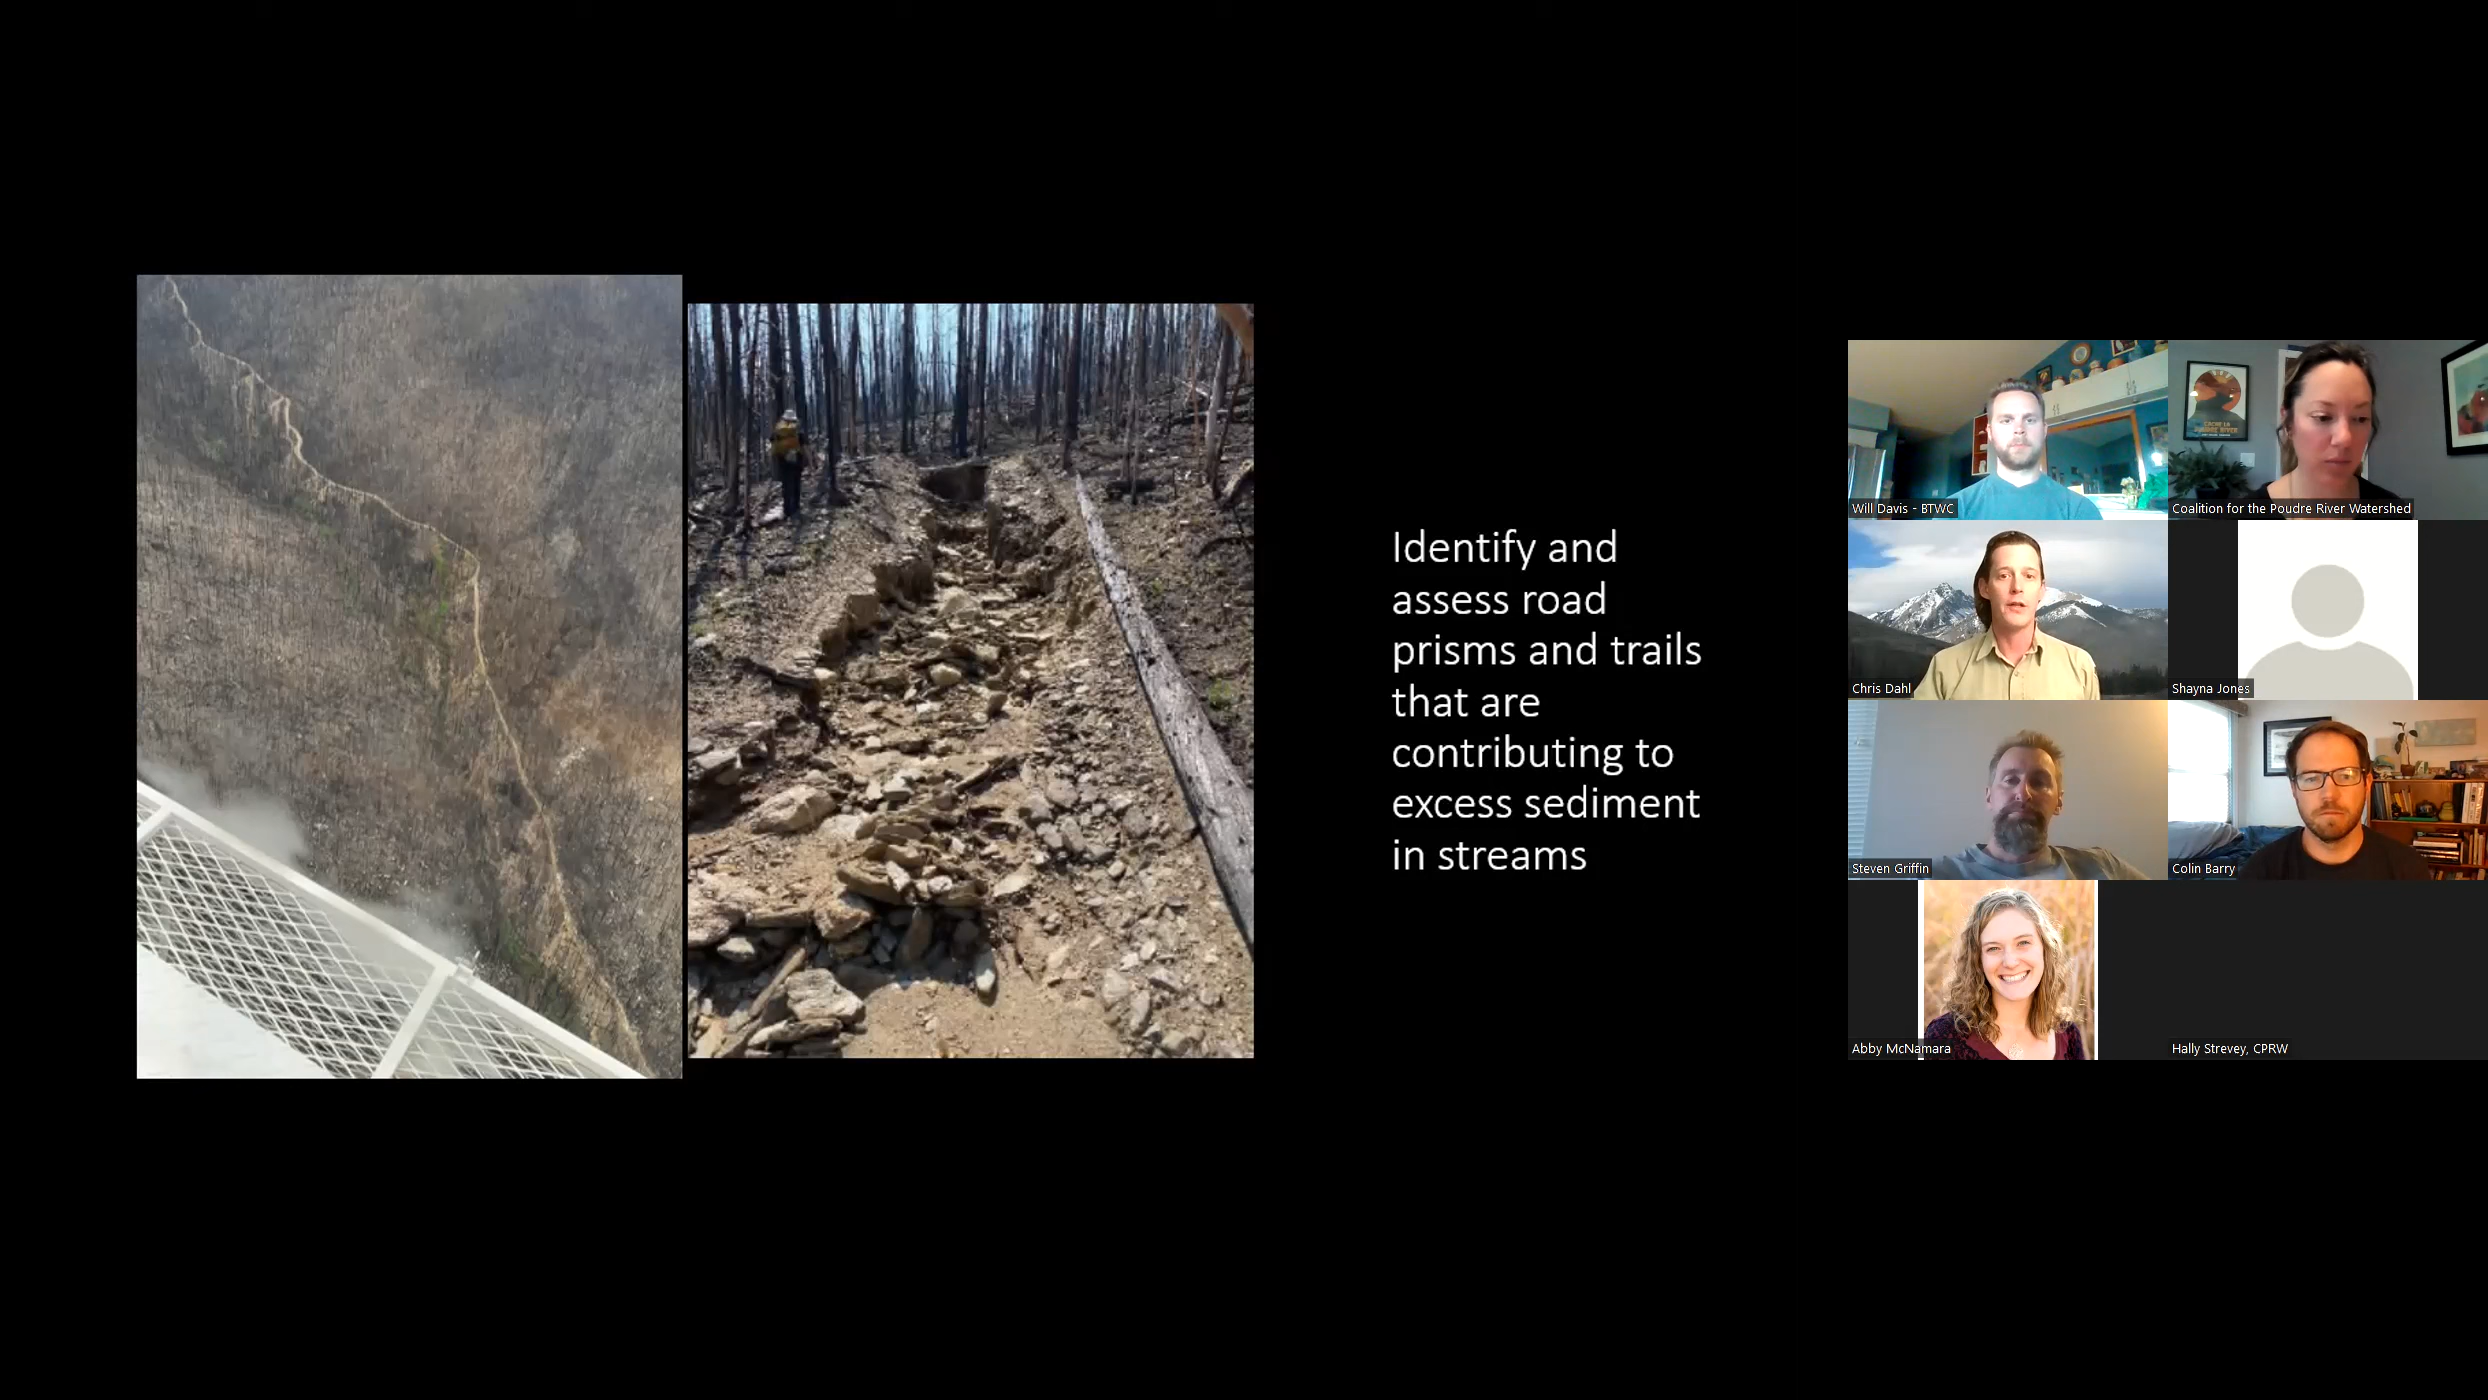 Identify and
assess road
prisms and trails
that are
contributing to
excess sediment
in streams
Will Davis - BTWC
Coalition for the Poudre River Watershed
Chris Dahl
Shayna Jones
Steven Griffin
Colin Barry
Abby McNamara
Hally Strevey, CPRW